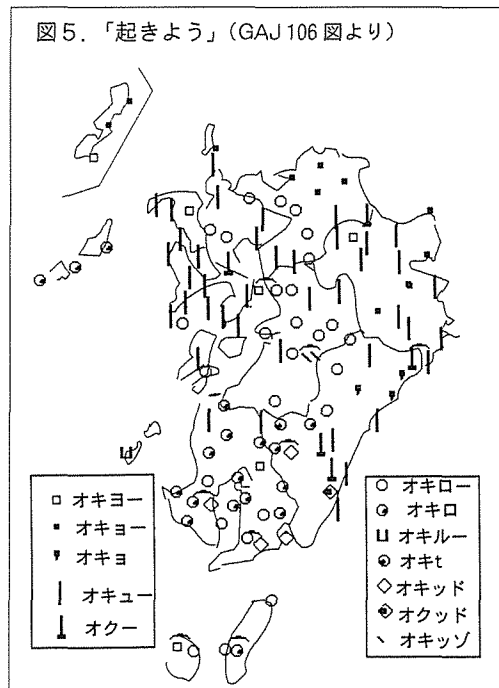 図5.「起きよう」（GAJ 106 図より）
オキヨー
オキョー
オキョ
オキュー
オクー
オキロー
オキロ
オキルー
オキt
オキッド
オクッド
オキッゾ